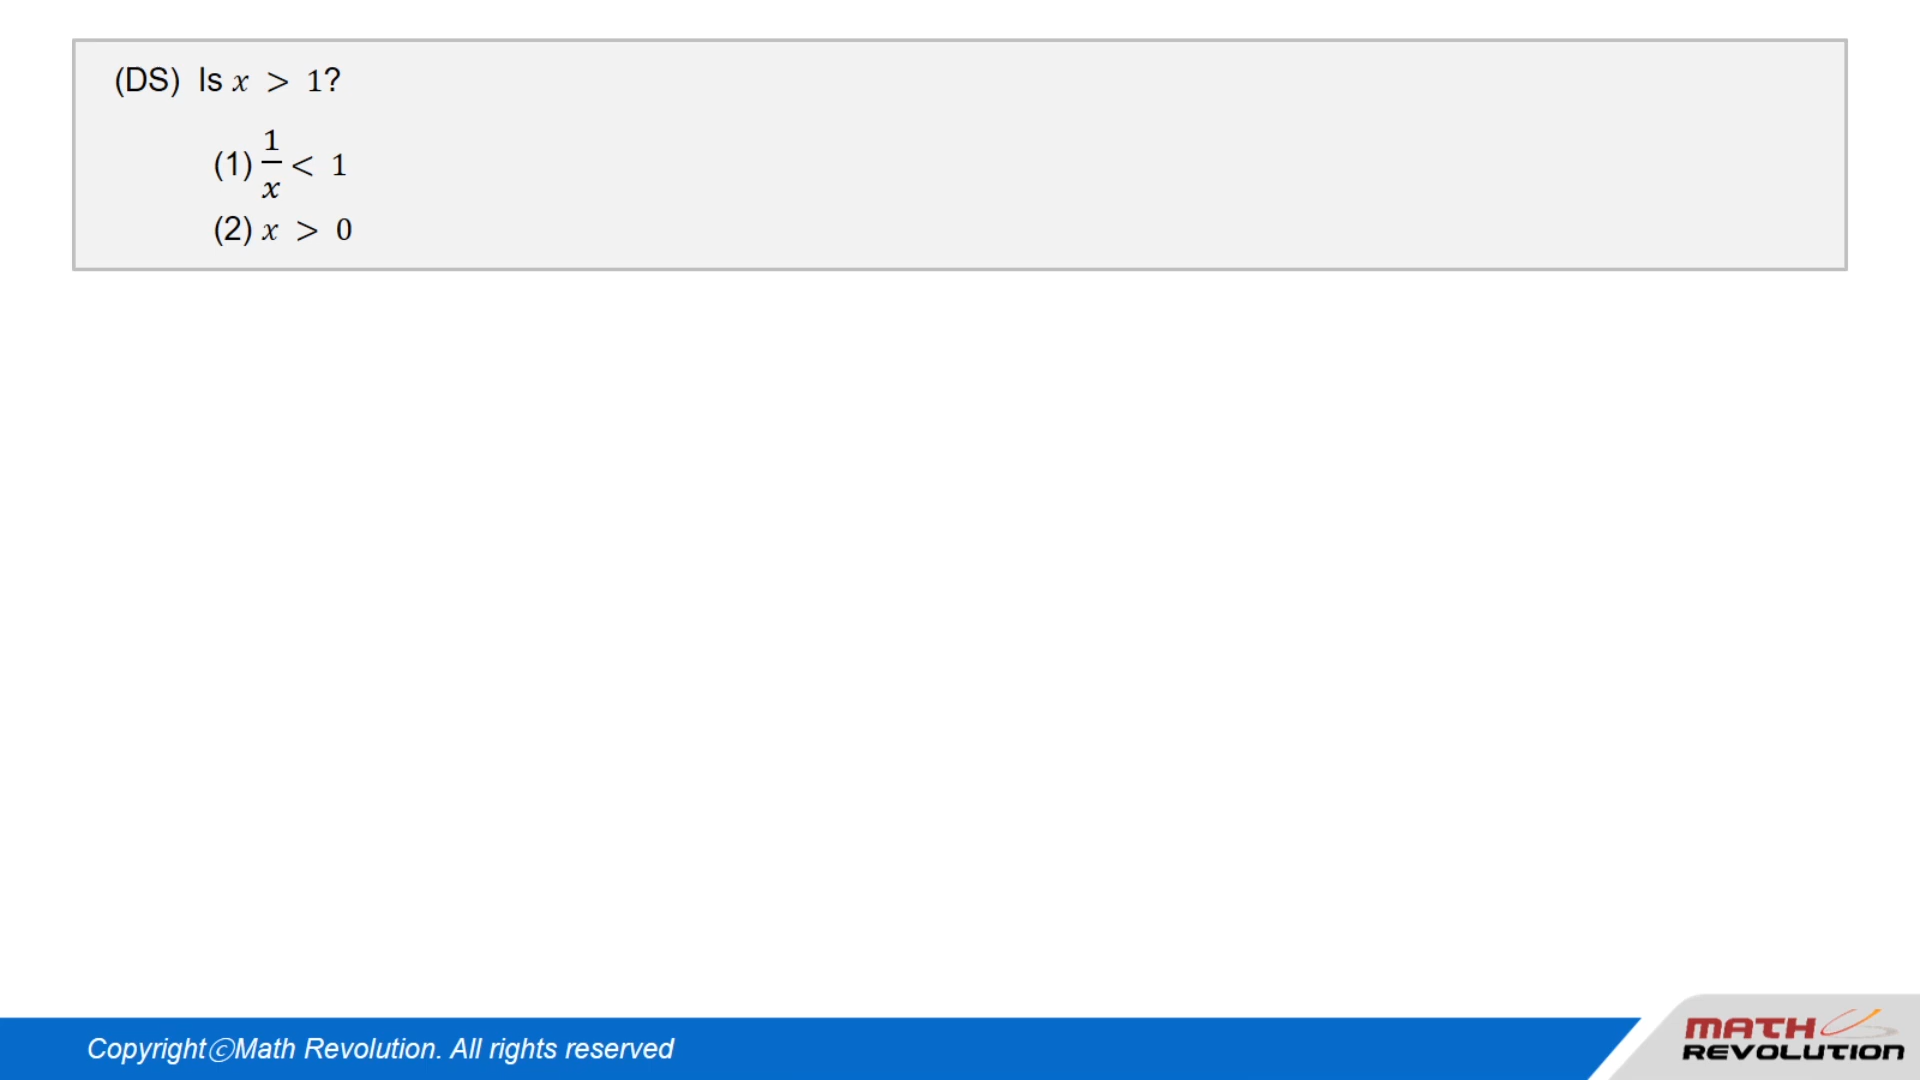 (DS) Is x > 1?
(1) 1/x < 1
(2) x > 0
Copyright ⓒ Math Revolution. All rights reserved
MATH
REVOLUTION